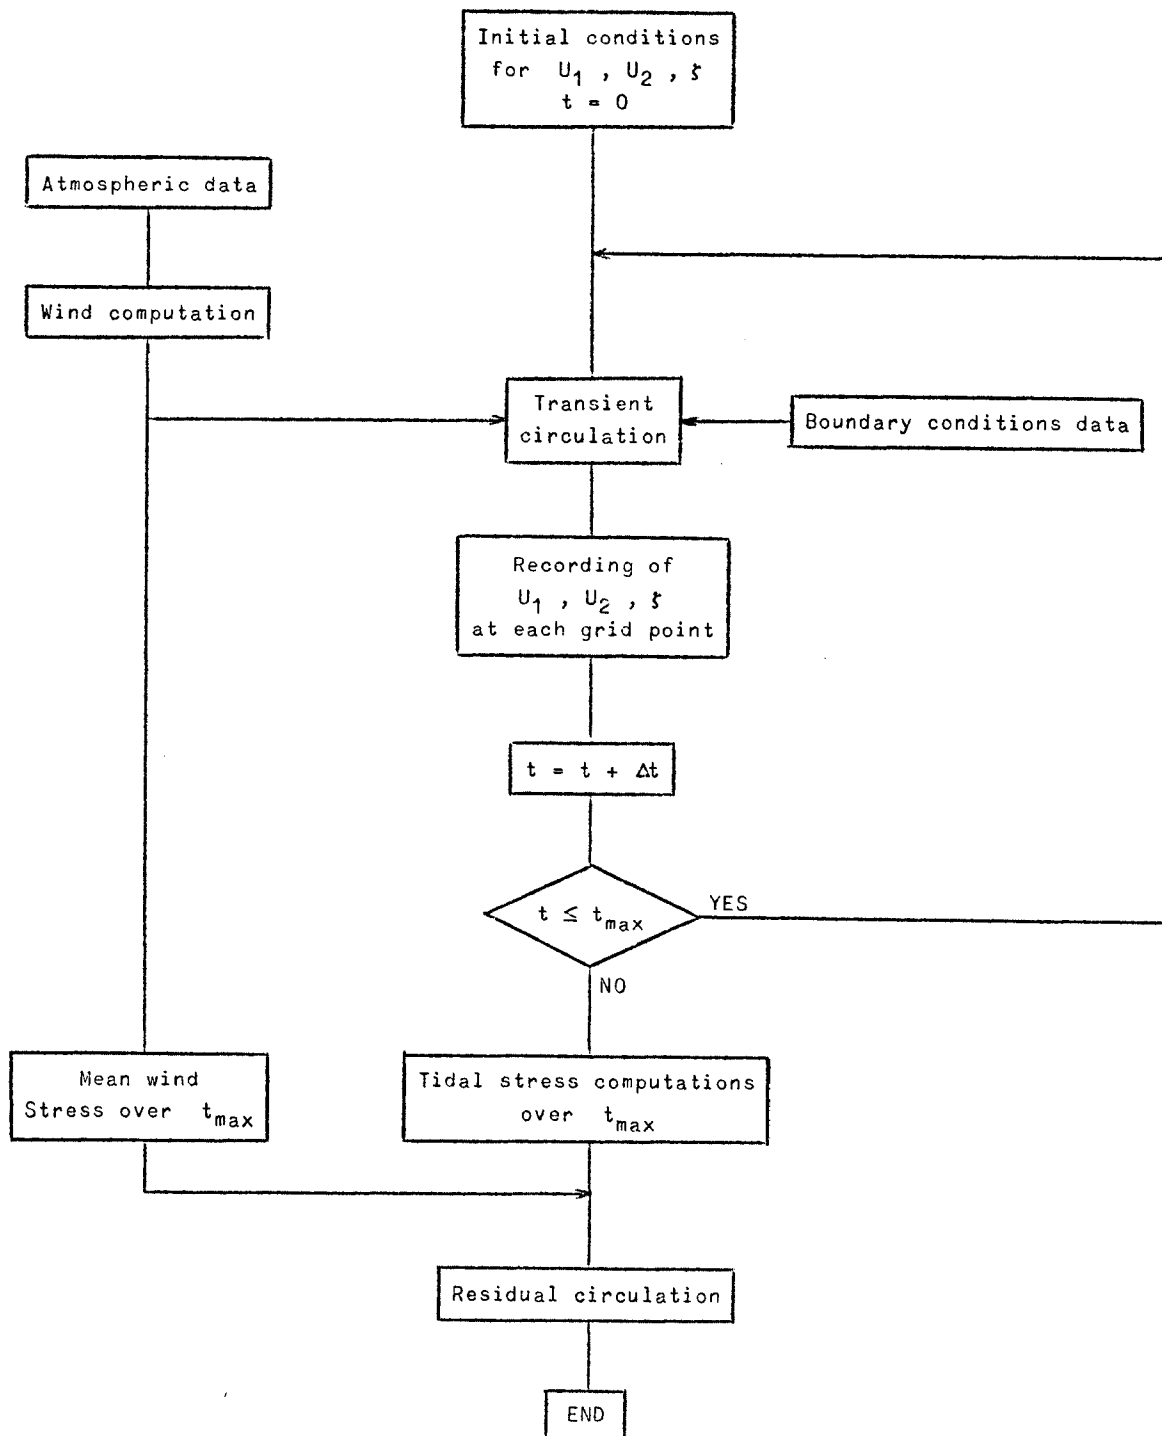 Initial conditions
for U₁ , U₂ , ζ
t = 0
Atmospheric data
Wind computation
Transient
circulation
Boundary conditions data
Recording of
U₁ , U₂ , ζ
at each grid point
t = t + Δt
t ≤ tₘₐₓ
YES
NO
Mean wind
Stress over tₘₐₓ
Tidal stress computations
over tₘₐₓ
Residual circulation
END